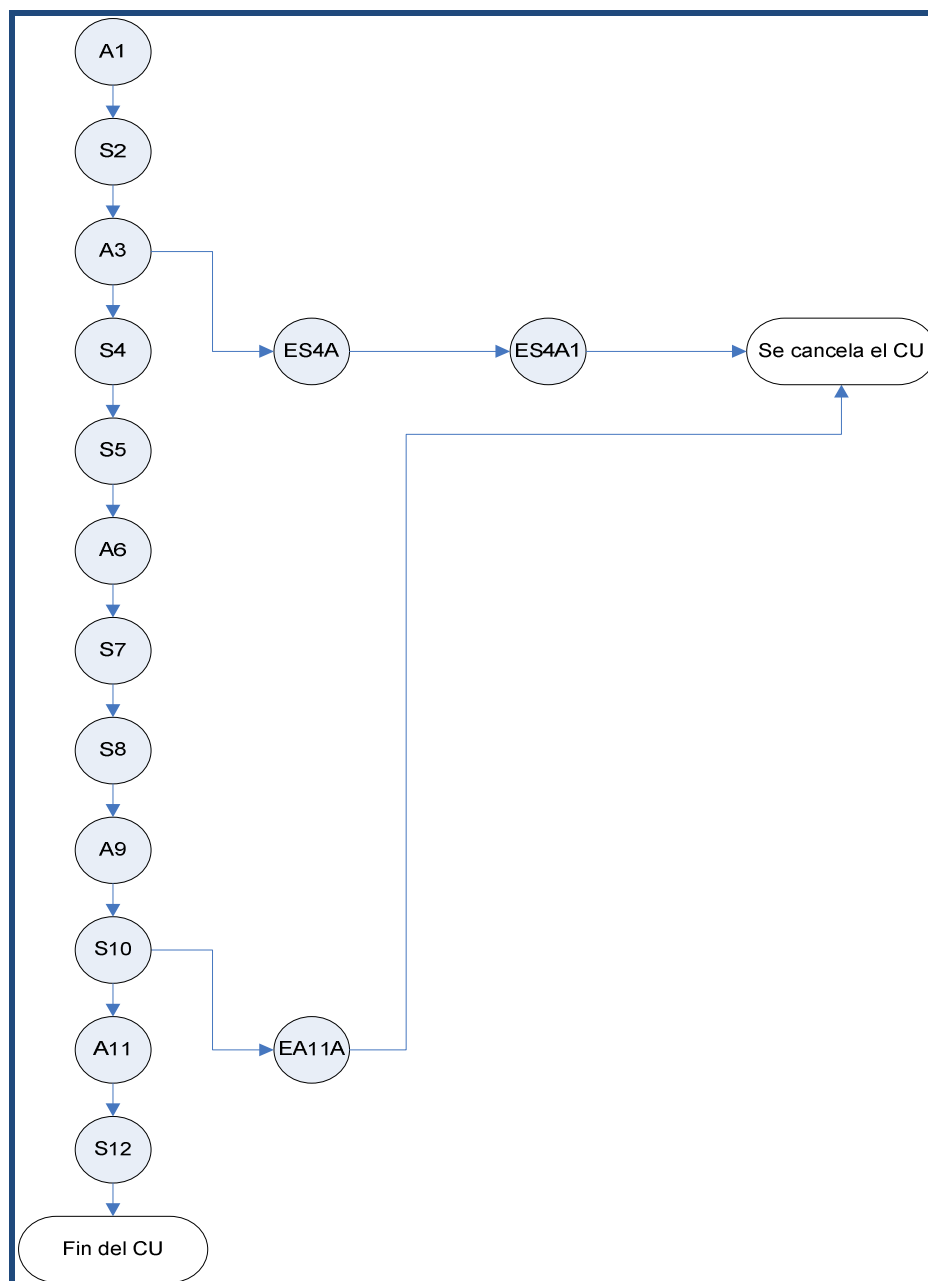 A1
S2
A3
S4
ES4A
ES4A1
Se cancela el CU
S5
A6
S7
S8
A9
S10
A11
EA11A
S12
Fin del CU